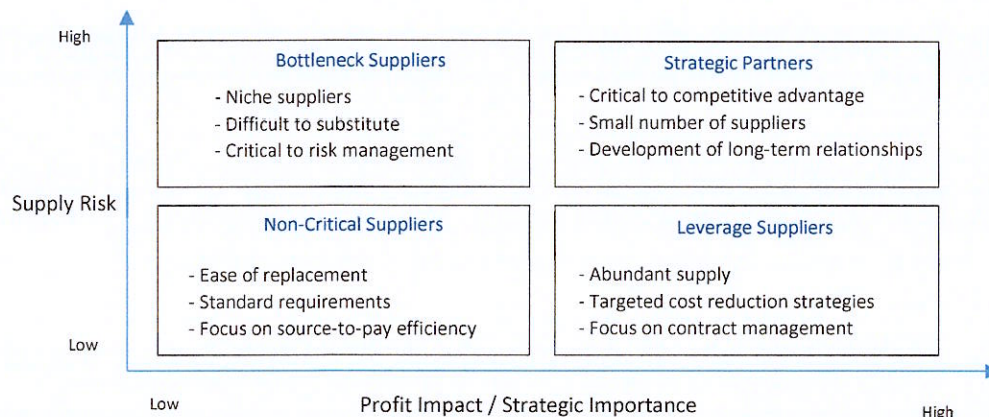 High
Bottleneck Suppliers
- Niche suppliers
- Difficult to substitute
- Critical to risk management
Strategic Partners
- Critical to competitive advantage
- Small number of suppliers
- Development of long-term relationships
Supply Risk
Non-Critical Suppliers
- Ease of replacement
- Standard requirements
- Focus on source-to-pay efficiency
Leverage Suppliers
- Abundant supply
- Targeted cost reduction strategies
- Focus on contract management
Low
Low
Profit Impact / Strategic Importance
High